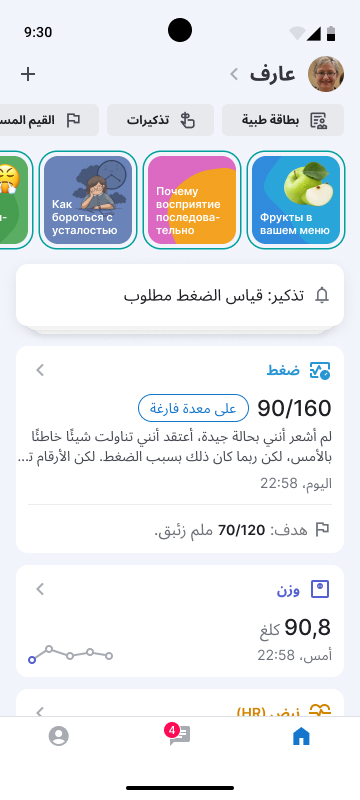 9:30
عارف
بطاقة طبية
تذكيرات
القيم المس
Фрукты в
вашем меню
Почему
восприятие
последова-
тельно
Как
бороться с
усталостью
تذكير: قياس الضغط مطلوب
ضغط
90/160
على معدة فارغة
لم أشعر أنني بحالة جيدة، أعتقد أنني تناولت شيئًا خاطئًا
بالأمس، لكن ربما كان ذلك بسبب الضغط. لكن الأرقام تـ...
اليوم، 22:58
هدف: 70/120 ملم زئبق.
وزن
90,8 كلغ
أمس، 22:58
نبض (HR)
4